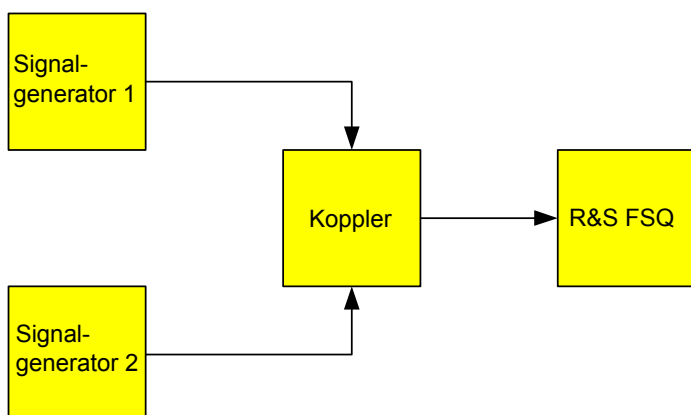 Signal-
generator 1
Koppler
R&S FSQ
Signal-
generator 2